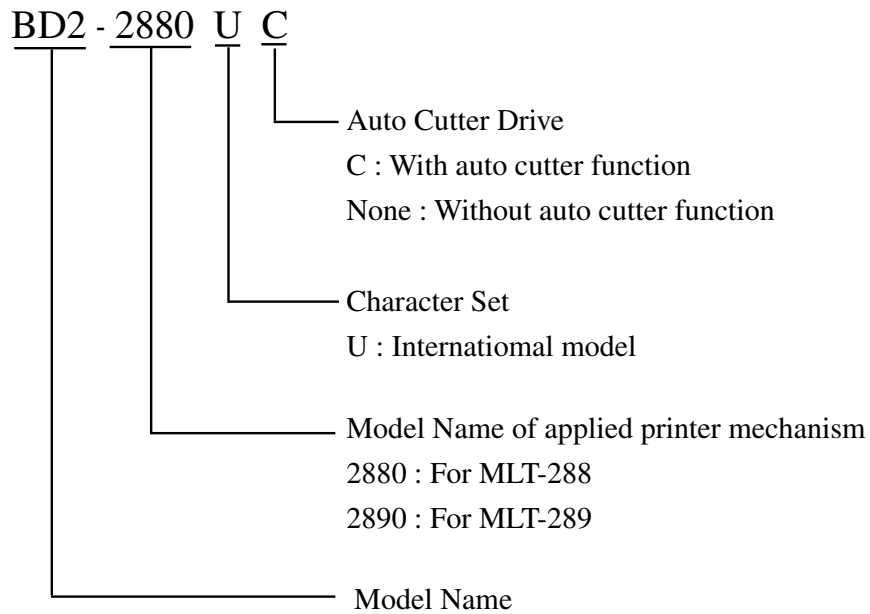 BD2 - 2880 U C
Auto Cutter Drive
C : With auto cutter function
None : Without auto cutter function
Character Set
U : Internatiomal model
Model Name of applied printer mechanism
2880 : For MLT-288
2890 : For MLT-289
Model Name